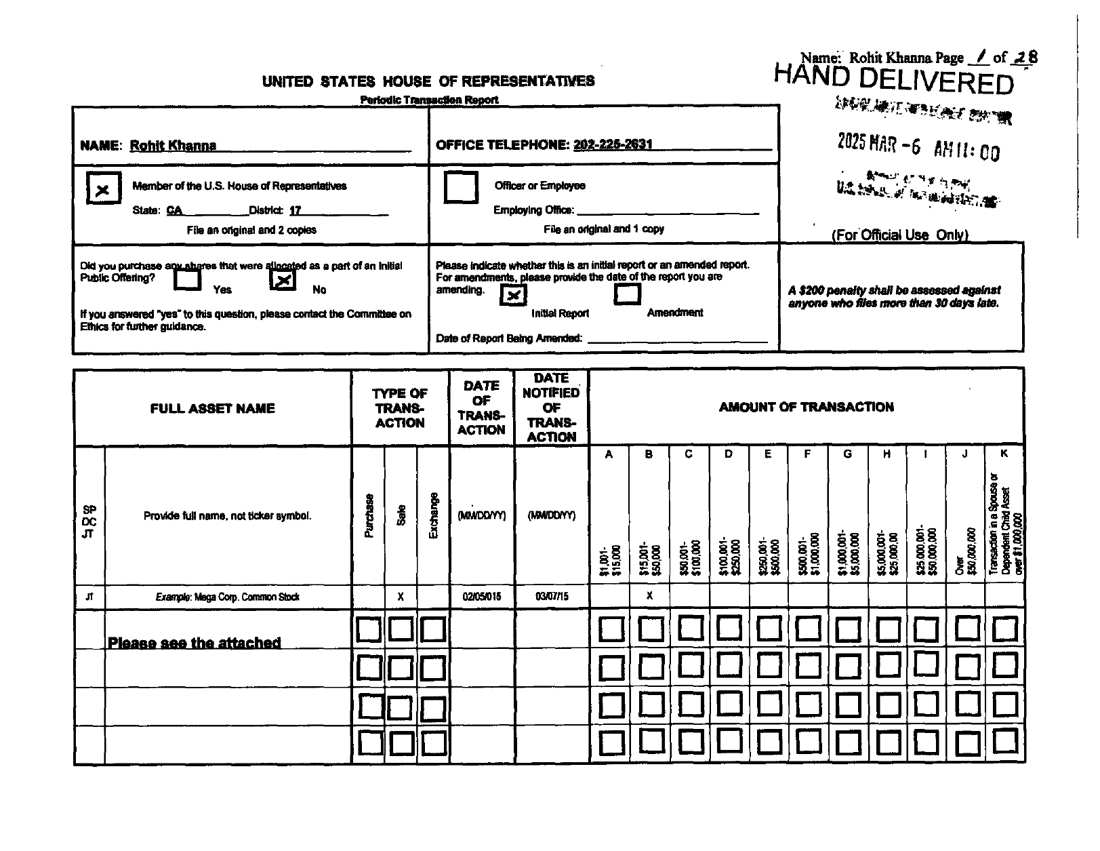 Name: Rohit Khanna Page 1 of 28
HAND DELIVERED
UNITED STATES HOUSE OF REPRESENTATIVES
Periodic Transaction Report
2025 MAR -6 AM 11:00
(For Official Use Only)
NAME: Rohit Khanna
OFFICE TELEPHONE: 202-225-2631
x
Member of the U.S. House of Representatives
State: CA District: 17
File an original and 2 copies
Officer or Employee
Employing Office:
File an original and 1 copy
Did you purchase any shares that were allocated as a part of an Initial
Public Offering?
Yes
x
No
If you answered "yes" to this question, please contact the Committee on
Ethics for further guidance.
Please indicate whether this is an initial report or an amended report.
For amendments, please provide the date of the report you are
amending.
x
Initial Report
Amendment
Date of Report Being Amended:
A $200 penalty shall be assessed against
anyone who files more than 30 days late.
FULL ASSET NAME
TYPE OF
TRANS-
ACTION
DATE
OF
TRANS-
ACTION
DATE
NOTIFIED
OF
TRANS-
ACTION
AMOUNT OF TRANSACTION
SP
DC
JT
Provide full name, not ticker symbol.
Purchase
Sale
Exchange
(MM/DD/YY)
(MM/DD/YY)
A
$1,001-
$15,000
B
$15,001-
$50,000
C
$50,001-
$100,000
D
$100,001-
$250,000
E
$250,001-
$500,000
F
$500,001-
$1,000,000
G
$1,000,001-
$5,000,000
H
$5,000,001-
$25,000,00
I
$25,000,001-
$50,000,000
J
Over
$50,000,000
K
Transaction in a Spouse or
Dependent Child Asset
over $1,000,000
JT Example: Mega Corp. Common Stock X 02/05/015 03/07/15 X
Please see the attached